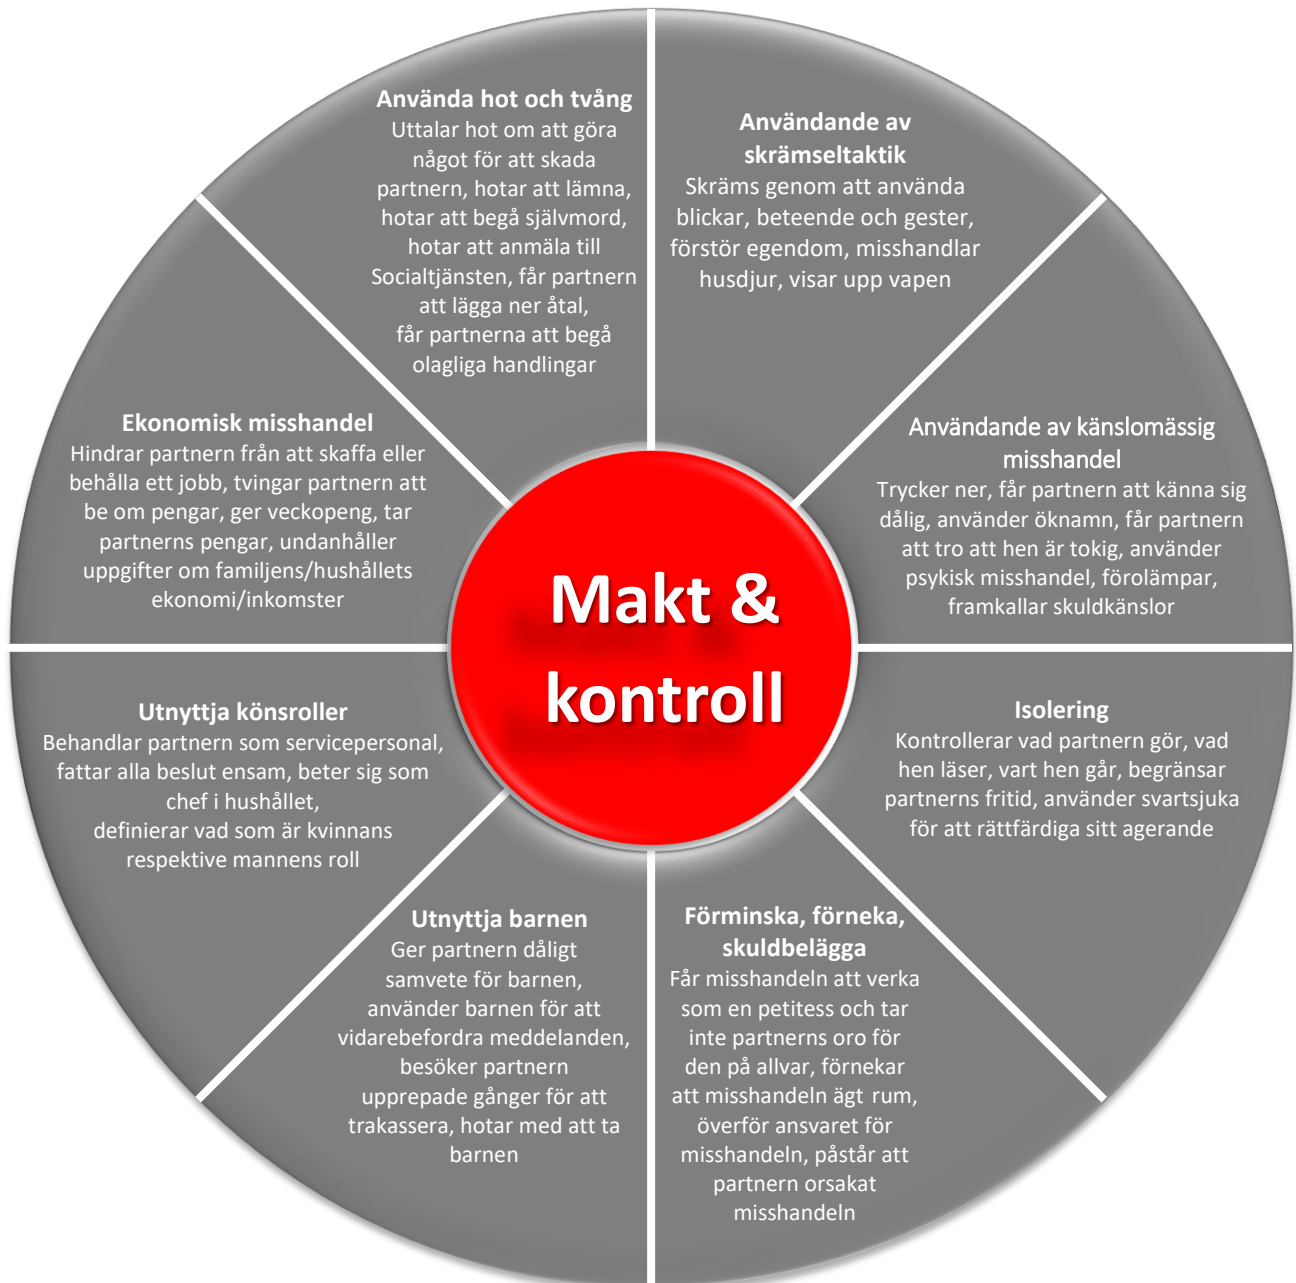 Använda hot och tvång
Uttalar hot om att göra
något för att skada
partnern, hotar att lämna,
hotar att begå självmord,
hotar att anmäla till
Socialtjänsten, får partnern
att lägga ner åtal,
får partnerna att begå
olagliga handlingar
Användande av
skrämseltaktik
Skräms genom att använda
blickar, beteende och gester,
förstör egendom, misshandlar
husdjur, visar upp vapen
Ekonomisk misshandel
Hindrar partnern från att skaffa eller
behålla ett jobb, tvingar partnern att
be om pengar, ger veckopeng, tar
partnerns pengar, undanhåller
uppgifter om familjens/hushållets
ekonomi/inkomster
Användande av känslomässig
misshandel
Trycker ner, får partnern att känna sig
dålig, använder öknamn, får partnern
att tro att hen är tokig, använder
psykisk misshandel, förolämpar,
framkallar skuldkänslor
Makt &
kontroll
Utnyttja könsroller
Behandlar partnern som servicepersonal,
fattar alla beslut ensam, beter sig som
chef i hushållet,
definierar vad som är kvinnans
respektive mannens roll
Isolering
Kontrollerar vad partnern gör, vad
hen läser, vart hen går, begränsar
partnerns fritid, använder svartsjuka
för att rättfärdiga sitt agerande
Utnyttja barnen
Ger partnern dåligt
samvete för barnen,
använder barnen för att
vidarebefordra meddelanden,
besöker partnern
upprepade gånger för att
trakassera, hotar med att ta
barnen
Förminska, förneka,
skuldbelägga
Får misshandeln att verka
som en petitess och tar
inte partnerns oro för
den på allvar, förnekar
att misshandeln ägt rum,
överför ansvaret för
misshandeln, påstår att
partnern orsakat
misshandeln